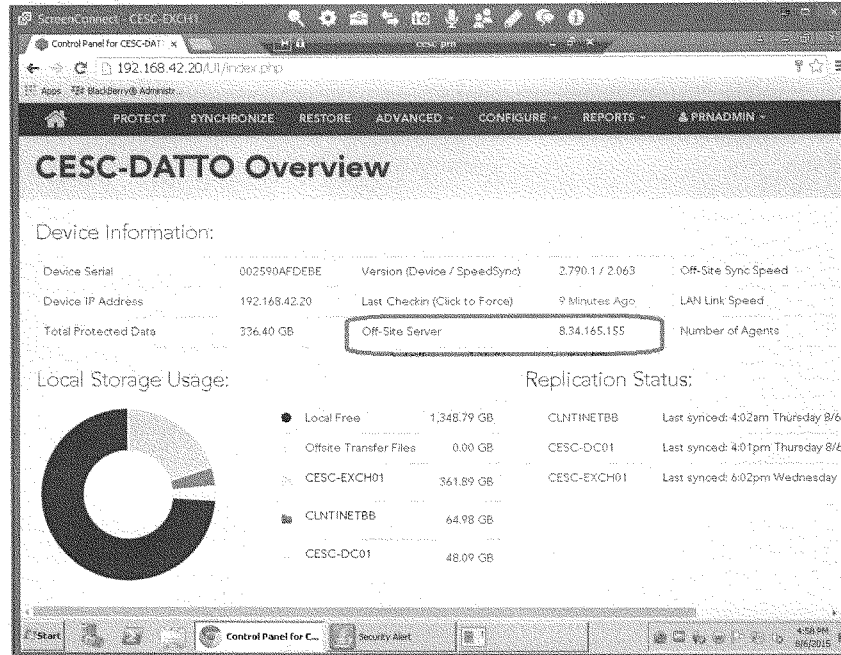 ScreenConnect - CESC-EXCH1
Control Panel for CESC-DAT
cesc.prn
192.168.42.20/UI/index.php
Apps BlackBerry® Administr...
PROTECT SYNCHRONIZE RESTORE ADVANCED CONFIGURE REPORTS PRNADMIN
CESC-DATTO Overview
Device Information:
Device Serial 002590AFDEBE Version (Device / SpeedSync) 2.790.1 / 2.063 Off-Site Sync Speed
Device IP Address 192.168.42.20 Last Checkin (Click to Force) 9 Minutes Ago LAN Link Speed
Total Protected Data 336.40 GB Off-Site Server 8.34.165.155 Number of Agents
Local Storage Usage: Replication Status:
Local Free 1,348.79 GB CLNTINETBB Last synced: 4:02am Thursday 8/6
Offsite Transfer Files 0.00 GB CESC-DC01 Last synced: 4:01pm Thursday 8/6
CESC-EXCH01 361.89 GB CESC-EXCH01 Last synced: 6:02pm Wednesday
CLNTINETBB 64.98 GB
CESC-DC01 48.09 GB
Start Control Panel for C... Security Alert 4:58 PM
8/6/2015